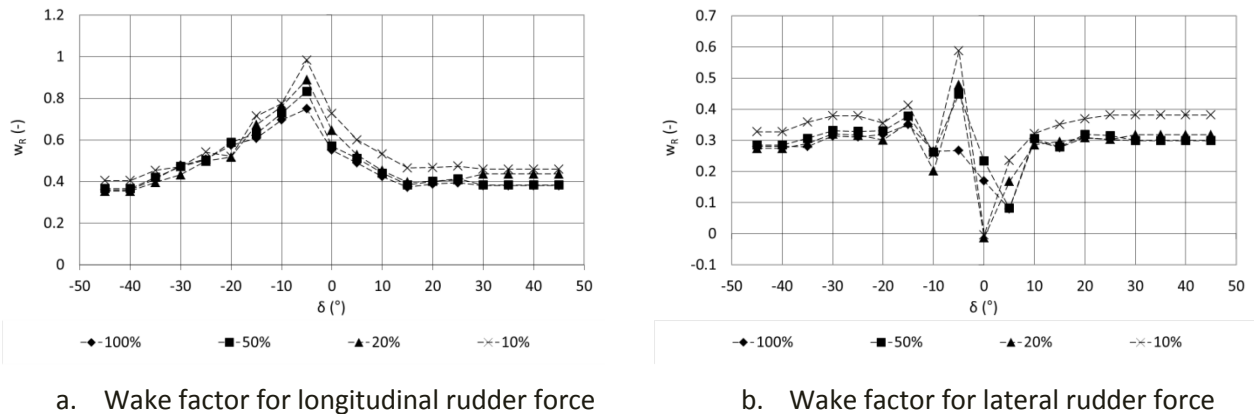 1.2
1
0.8
0.6
0.4
0.2
0
wR (-)
-50 -40 -30 -20 -10 0 10 20 30 40 50
δ (°)
100% 50% 20% 10%
a. Wake factor for longitudinal rudder force
0.7
0.6
0.5
0.4
0.3
0.2
0.1
0
-0.1
wR (-)
-50 -40 -30 -20 -10 0 10 20 30 40 50
δ (°)
100% 50% 20% 10%
b. Wake factor for lateral rudder force